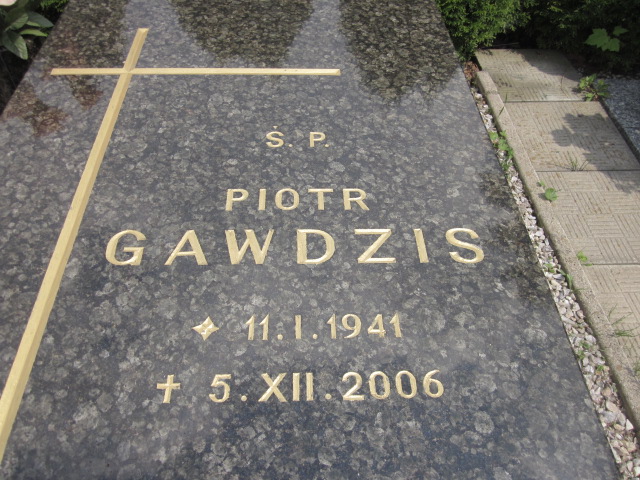 Ś. P.
PIOTR
GAWDZIS
11. I. 1941
5. XII. 2006